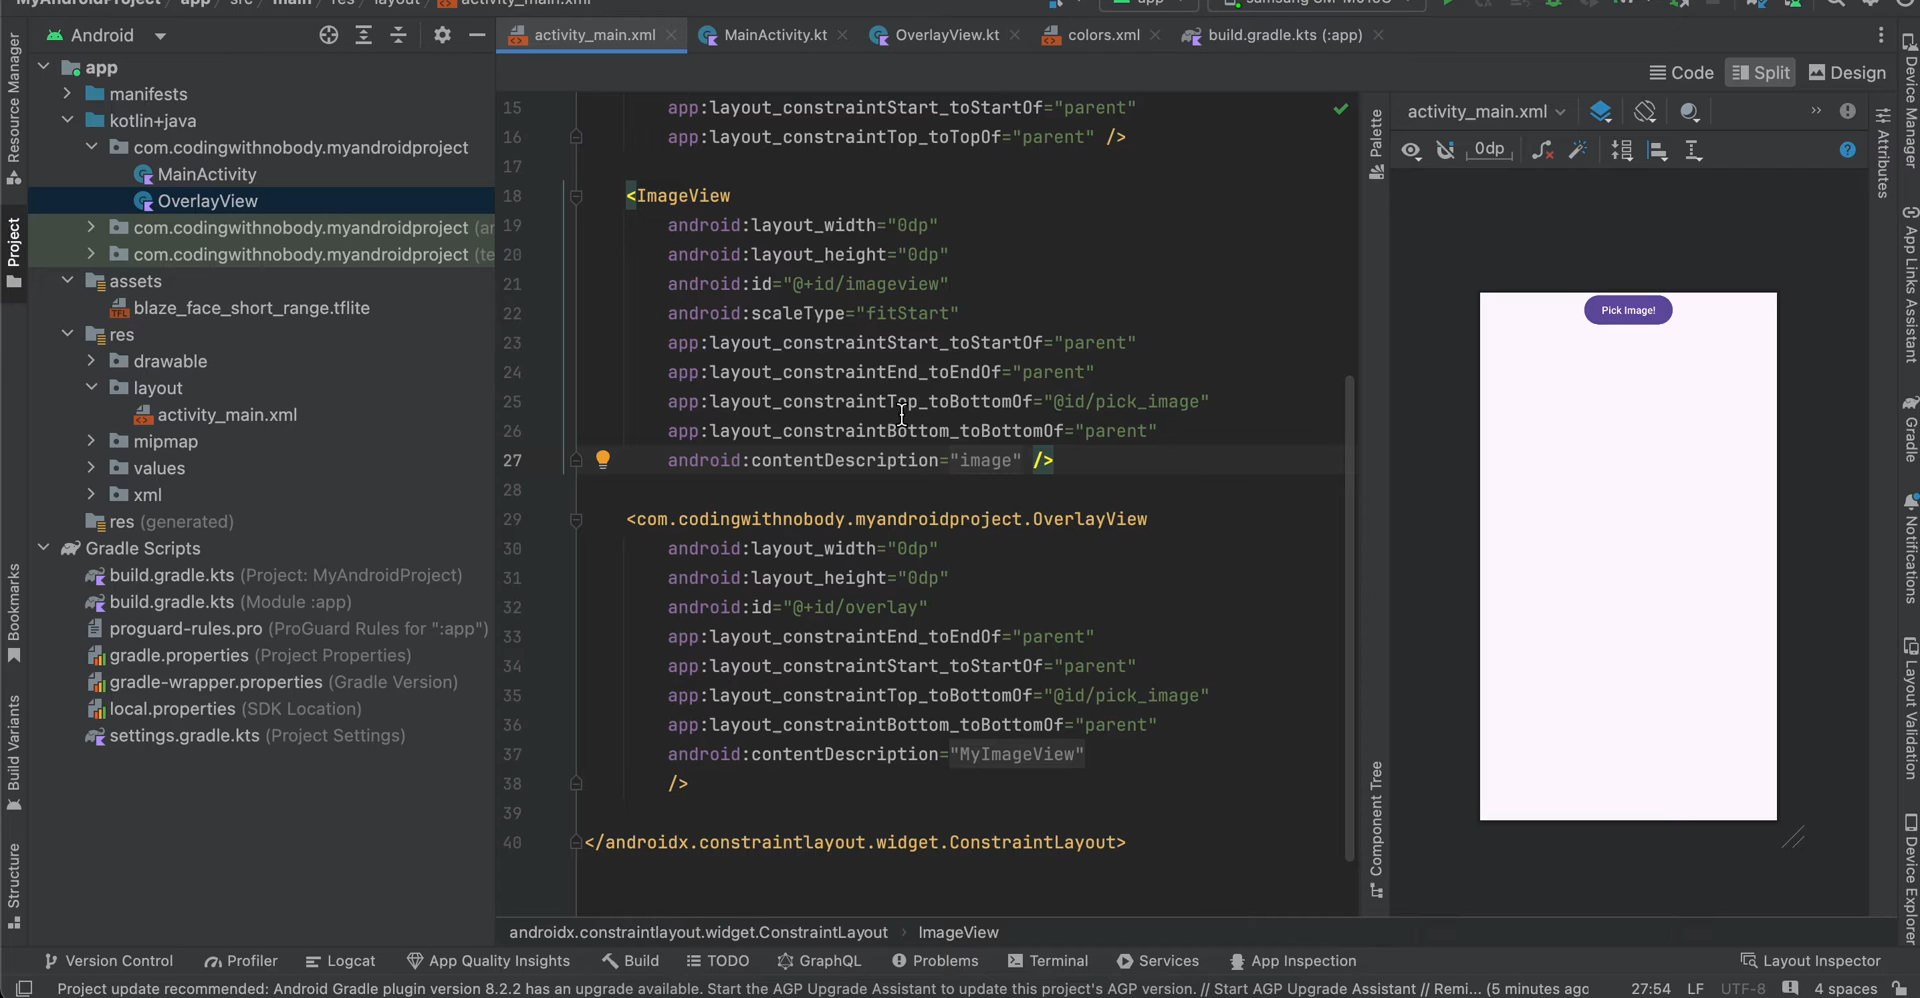 MyAndroidProject › app › src › main › res › layout › activity_main.xml
app
samsung SM-M015G
Android
activity_main.xml
MainActivity.kt
OverlayView.kt
colors.xml
build.gradle.kts (:app)
Code
Split
Design
Resource Manager
Project
Bookmarks
Build Variants
Structure
app
manifests
kotlin+java
com.codingwithnobody.myandroidproject
MainActivity
OverlayView
com.codingwithnobody.myandroidproject (ar
com.codingwithnobody.myandroidproject (te
assets
blaze_face_short_range.tflite
res
drawable
layout
activity_main.xml
mipmap
values
xml
res (generated)
Gradle Scripts
build.gradle.kts (Project: MyAndroidProject)
build.gradle.kts (Module :app)
proguard-rules.pro (ProGuard Rules for ":app")
gradle.properties (Project Properties)
gradle-wrapper.properties (Gradle Version)
local.properties (SDK Location)
settings.gradle.kts (Project Settings)
15 app:layout_constraintStart_toStartOf="parent"
16 app:layout_constraintTop_toTopOf="parent" />
17
18 <ImageView
19 android:layout_width="0dp"
20 android:layout_height="0dp"
21 android:id="@+id/imageview"
22 android:scaleType="fitStart"
23 app:layout_constraintStart_toStartOf="parent"
24 app:layout_constraintEnd_toEndOf="parent"
25 app:layout_constraintTop_toBottomOf="@id/pick_image"
26 app:layout_constraintBottom_toBottomOf="parent"
27 android:contentDescription="image" />
28
29 <com.codingwithnobody.myandroidproject.OverlayView
30 android:layout_width="0dp"
31 android:layout_height="0dp"
32 android:id="@+id/overlay"
33 app:layout_constraintEnd_toEndOf="parent"
34 app:layout_constraintStart_toStartOf="parent"
35 app:layout_constraintTop_toBottomOf="@id/pick_image"
36 app:layout_constraintBottom_toBottomOf="parent"
37 android:contentDescription="MyImageView"
38 />
39
40 </androidx.constraintlayout.widget.ConstraintLayout>
androidx.constraintlayout.widget.ConstraintLayout › ImageView
Palette
Component Tree
activity_main.xml
0dp
Pick Image!
Attributes
Device Manager
App Links Assistant
Gradle
Notifications
Layout Validation
Device Explorer
Version Control
Profiler
Logcat
App Quality Insights
Build
TODO
GraphQL
Problems
Terminal
Services
App Inspection
Layout Inspector
Project update recommended: Android Gradle plugin version 8.2.2 has an upgrade available. Start the AGP Upgrade Assistant to update this project's AGP version. // Start AGP Upgrade Assistant // Remi... (5 minutes ago
27:54
LF
UTF-8
4 spaces